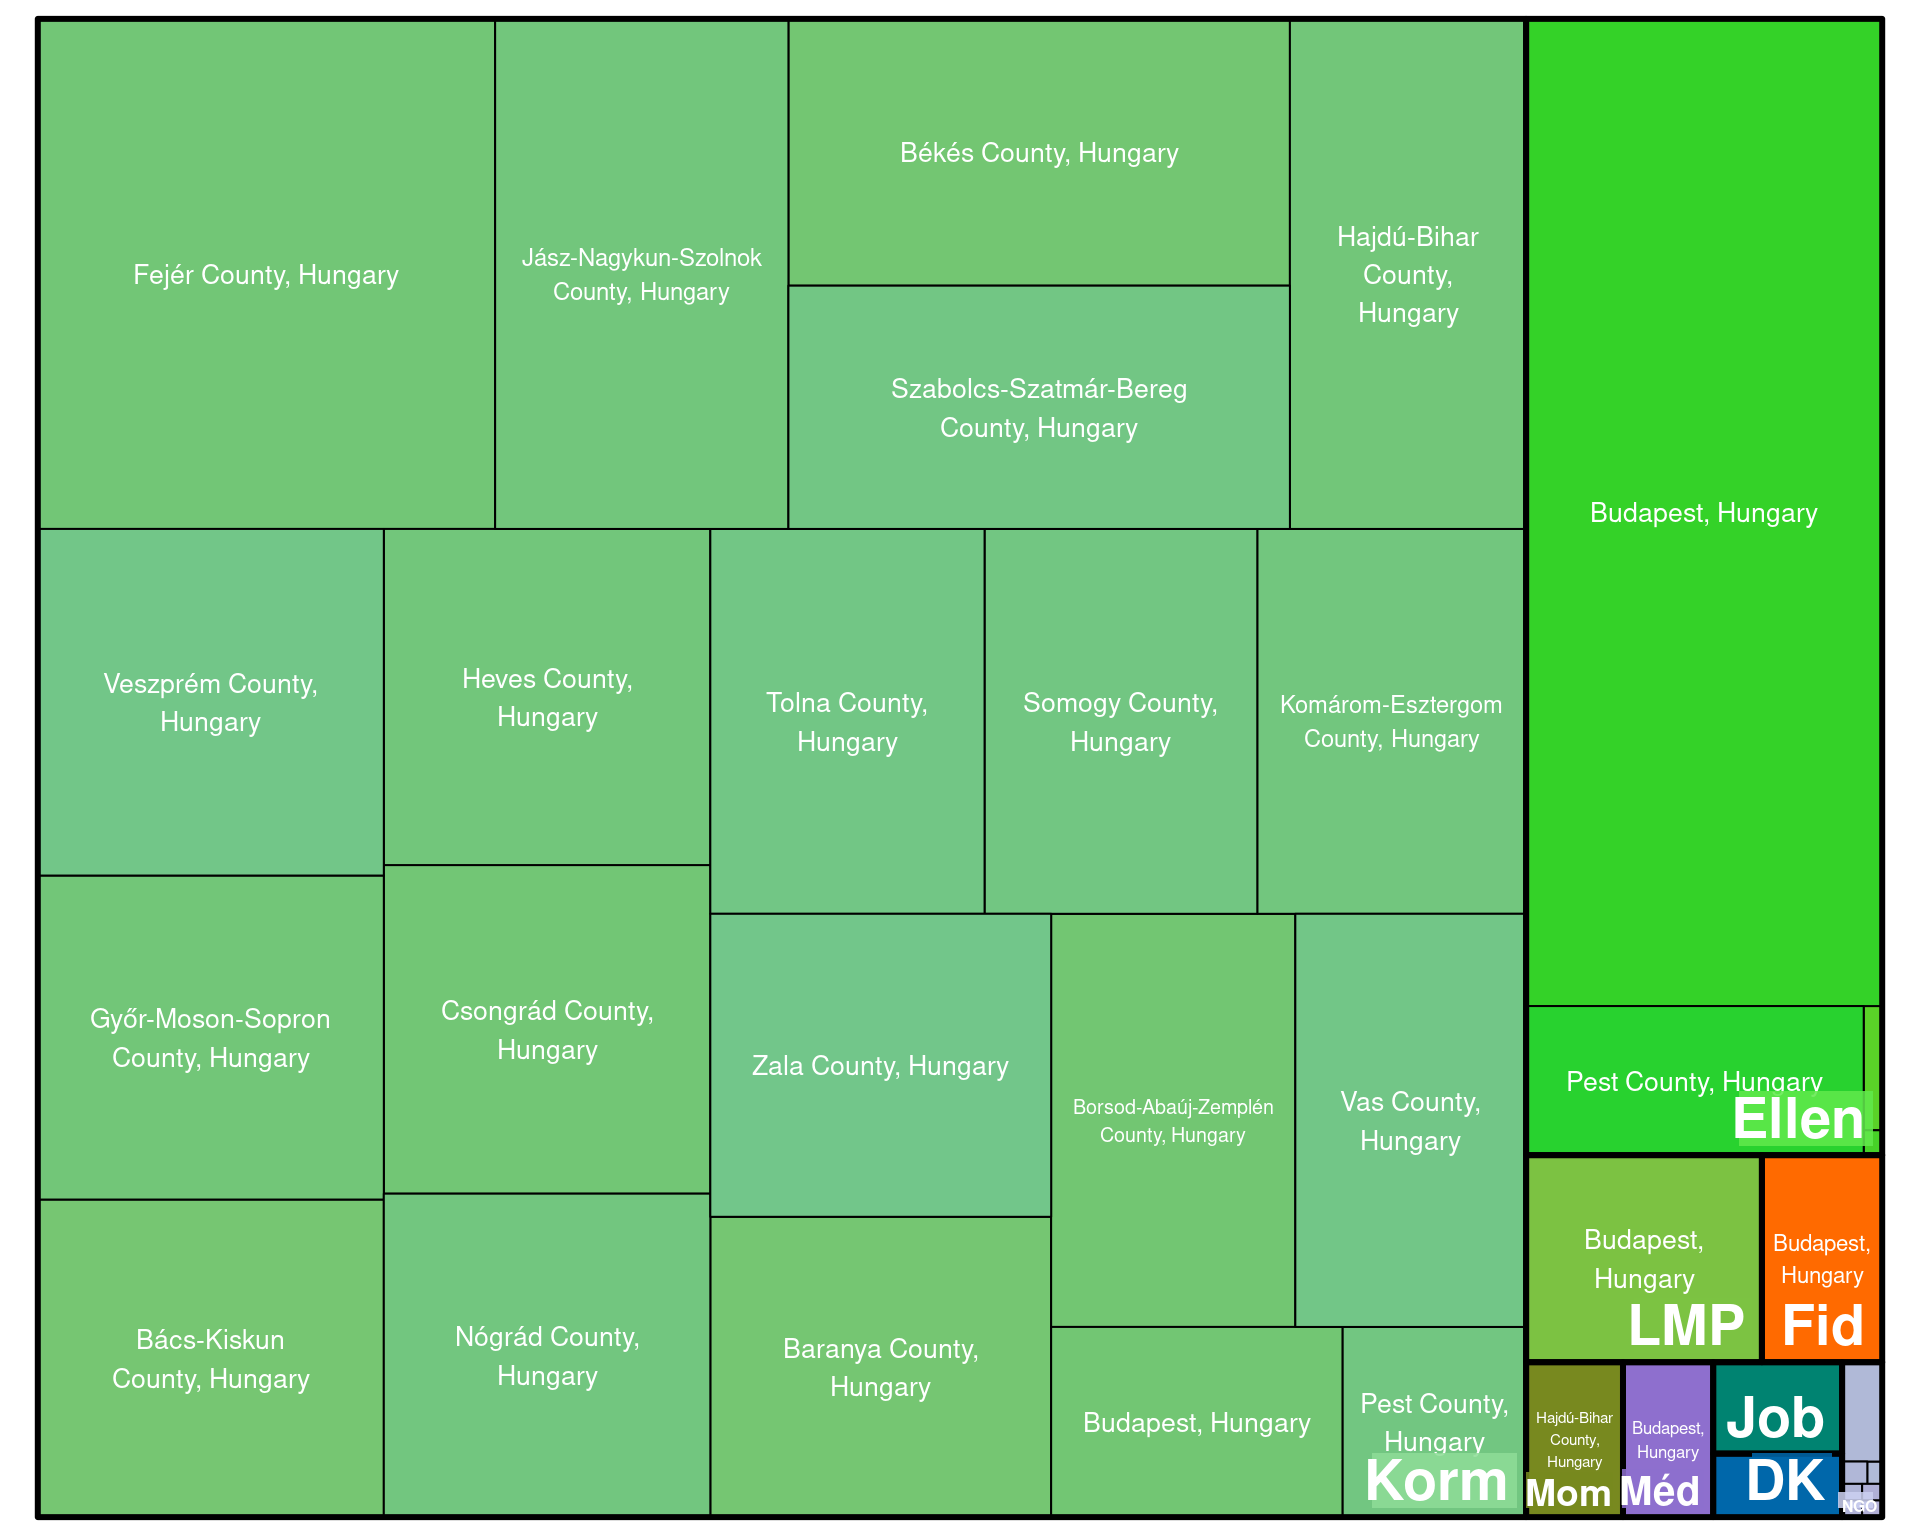 Fejér County, Hungary
Jász-Nagykun-Szolnok
County, Hungary
Békés County, Hungary
Szabolcs-Szatmár-Bereg
County, Hungary
Hajdú-Bihar
County,
Hungary
Veszprém County,
Hungary
Heves County,
Hungary
Tolna County,
Hungary
Somogy County,
Hungary
Komárom-Esztergom
County, Hungary
Győr-Moson-Sopron
County, Hungary
Csongrád County,
Hungary
Zala County, Hungary
Borsod-Abaúj-Zemplén
County, Hungary
Vas County,
Hungary
Bács-Kiskun
County, Hungary
Nógrád County,
Hungary
Baranya County,
Hungary
Budapest, Hungary
Pest County,
Hungary
Korm
Budapest, Hungary
Pest County, Hungary
Ellen
Budapest,
Hungary
LMP
Budapest,
Hungary
Fid
Hajdú-Bihar
County,
Hungary
Mom
Budapest,
Hungary
Méd
Job
DK
NGO